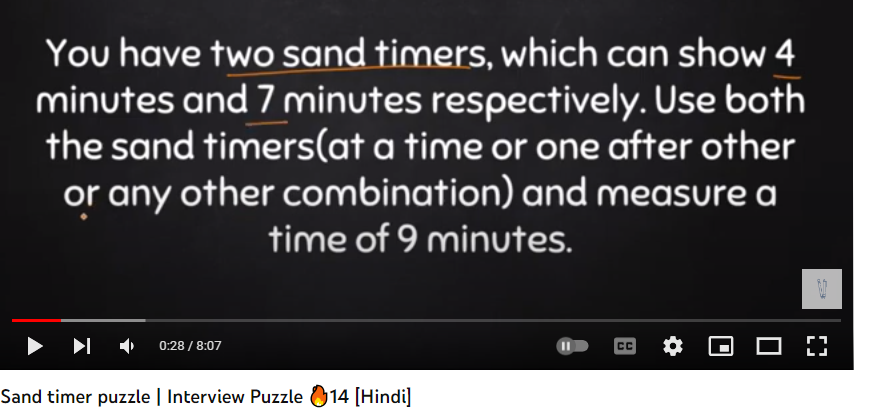 You have two sand timers, which can show 4
minutes and 7 minutes respectively. Use both
the sand timers(at a time or one after other
or any other combination) and measure a
time of 9 minutes.
0:28 / 8:07
CC
Sand timer puzzle | Interview Puzzle 🔥14 [Hindi]